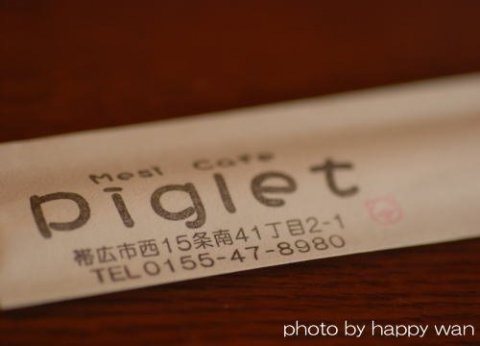 Mesi Cafe
Piglet
帯広市西15条南41丁目2-1
TEL0155-47-8980
photo by happy wan